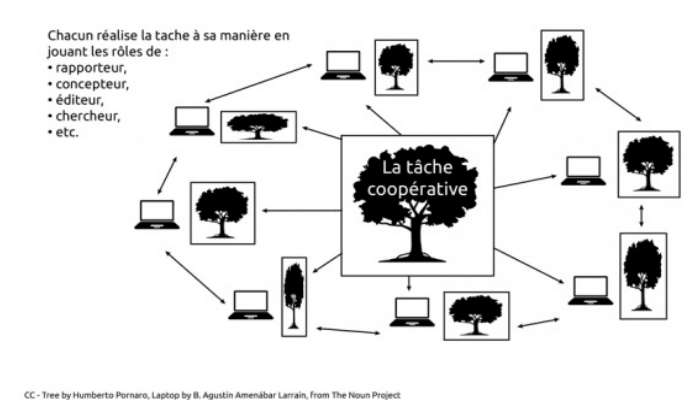 Chacun réalise la tache à sa manière en
jouant les rôles de :
• rapporteur,
• concepteur,
• éditeur,
• chercheur,
• etc.
La tâche
coopérative
CC - Tree by Humberto Pornaro, Laptop by B. Agustín Amenábar Larraín, from The Noun Project